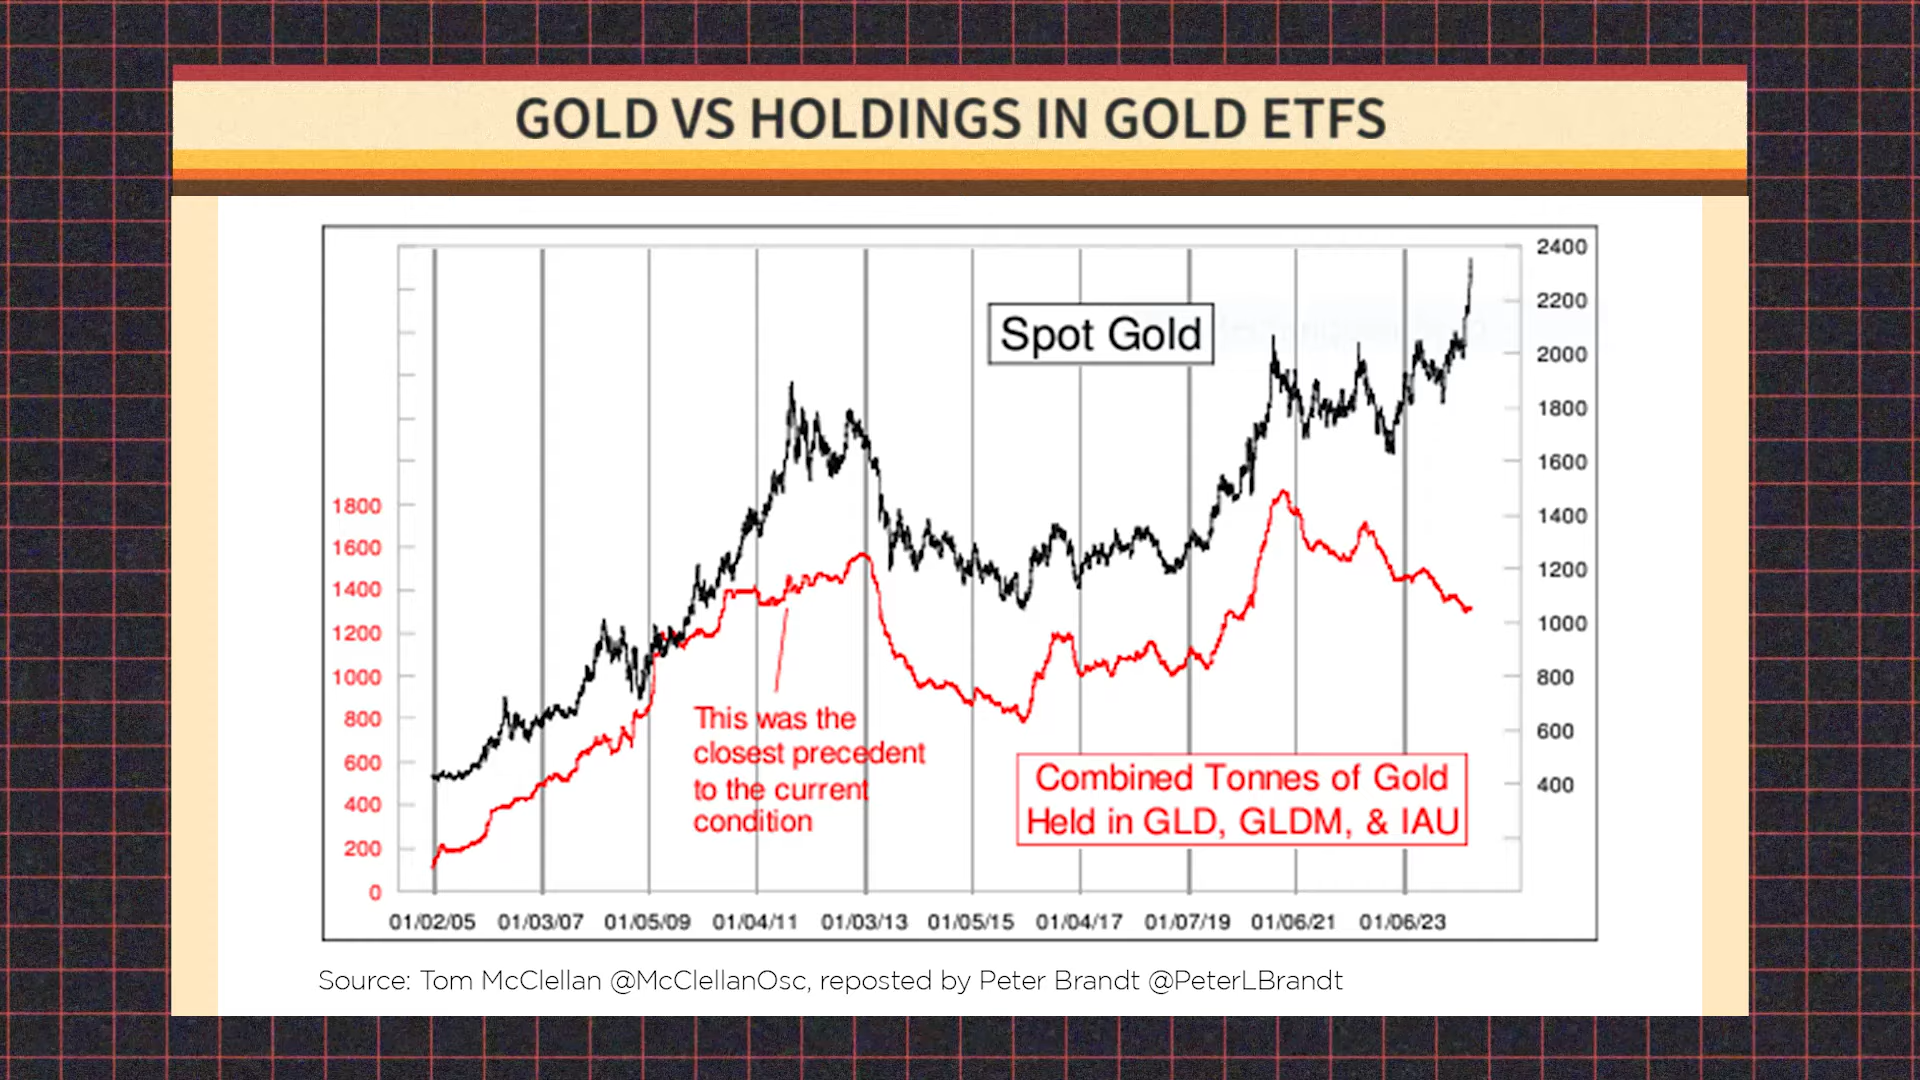 GOLD VS HOLDINGS IN GOLD ETFS
2400
2200
2000
1800
1600
1400
1200
1000
800
600
400
1800
1600
1400
1200
1000
800
600
400
200
0
Spot Gold
This was the
closest precedent
to the current
condition
Combined Tonnes of Gold
Held in GLD, GLDM, & IAU
01/02/05 01/03/07 01/05/09 01/04/11 01/03/13 01/05/15 01/04/17 01/07/19 01/06/21 01/06/23
Source: Tom McClellan @McClellanOsc, reposted by Peter Brandt @PeterLBrandt